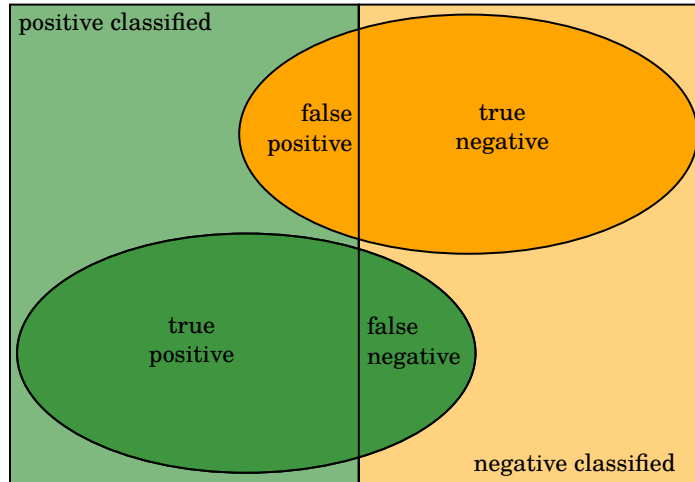 positive classified
false
positive
true
negative
true
positive
false
negative
negative classified